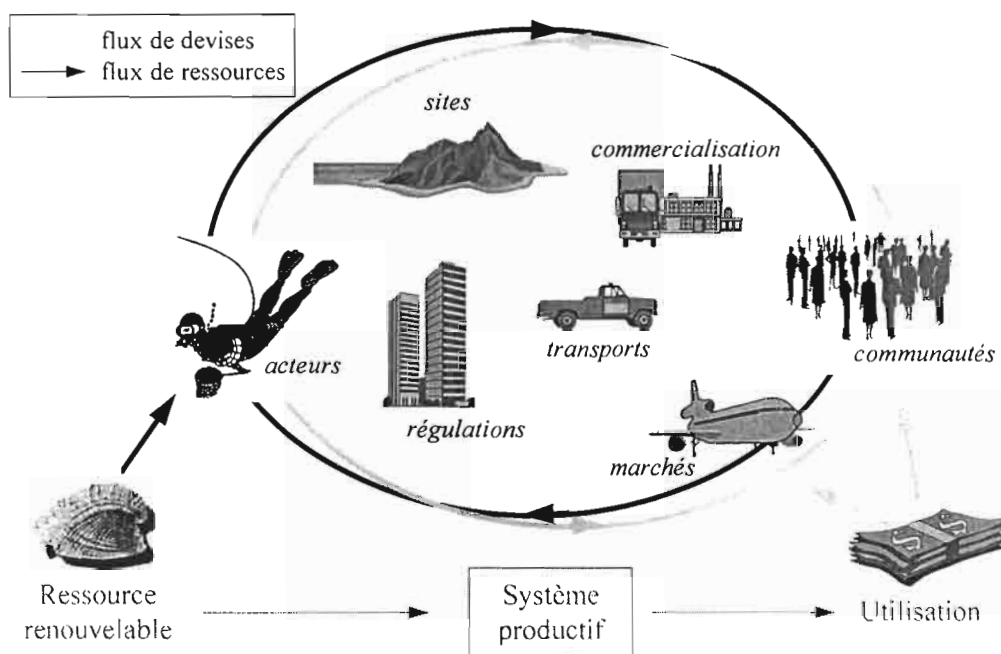 flux de devises
flux de ressources
sites
commercialisation
acteurs
transports
communautés
régulations
marchés
$ $
Ressource
renouvelable
Système
productif
Utilisation